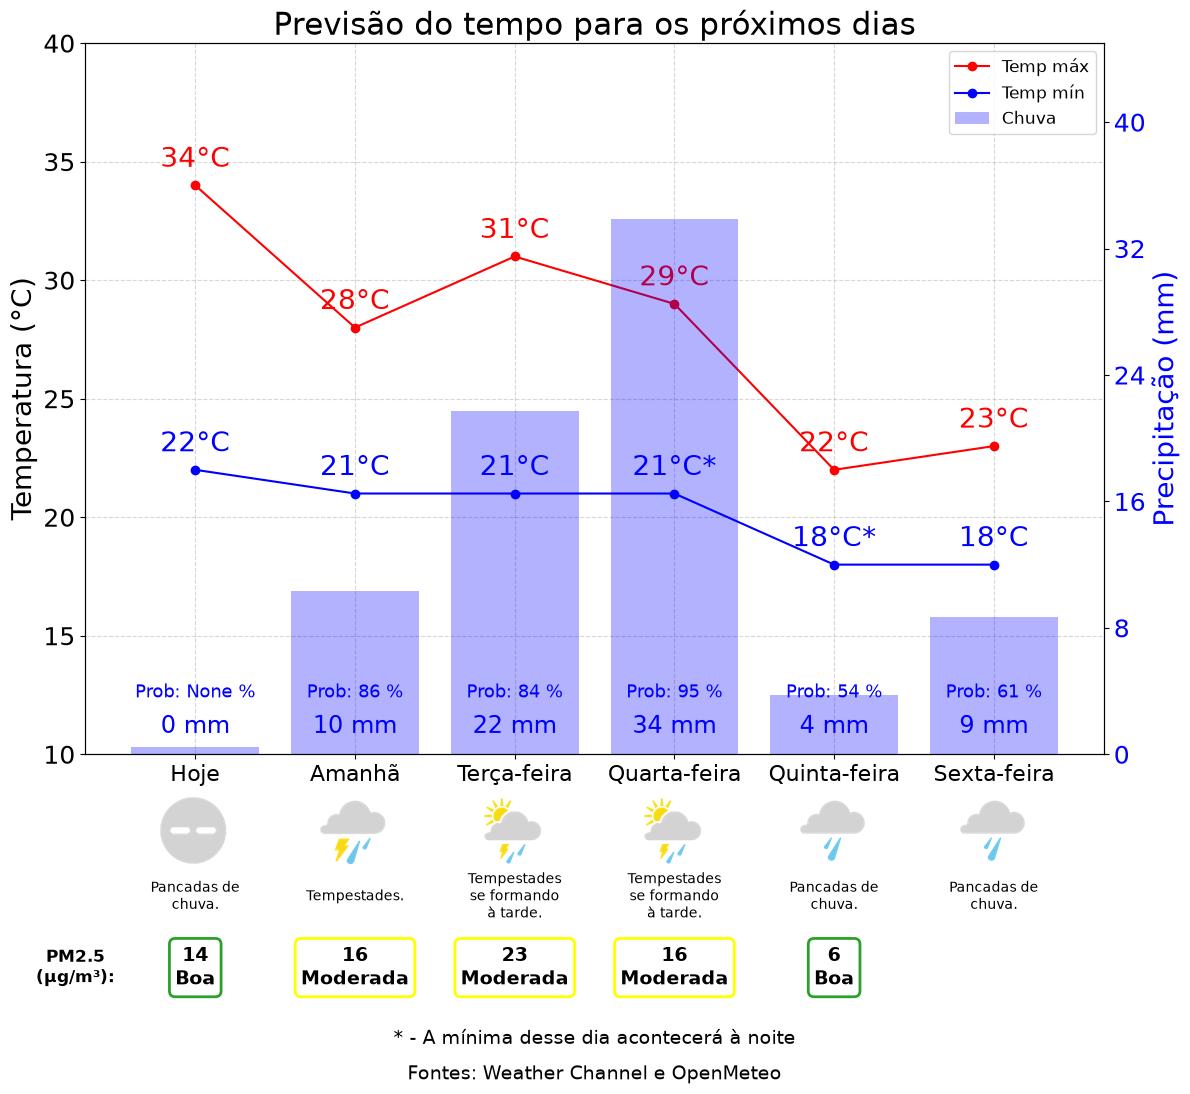 Previsão do tempo para os próximos dias
Temp máx
Temp mín
Chuva
40
35
30
25
20
15
10
Temperatura (°C)
40
32
24
16
8
0
Precipitação (mm)
34°C
28°C
31°C
29°C
22°C
23°C
22°C
21°C
21°C
21°C*
18°C*
18°C
Prob: None %
Prob: 86 %
Prob: 84 %
Prob: 95 %
Prob: 54 %
Prob: 61 %
0 mm
10 mm
22 mm
34 mm
4 mm
9 mm
Hoje
Amanhã
Terça-feira
Quarta-feira
Quinta-feira
Sexta-feira
Pancadas de
chuva.
Tempestades.
Tempestades
se formando
à tarde.
Tempestades
se formando
à tarde.
Pancadas de
chuva.
Pancadas de
chuva.
PM2.5
(µg/m³):
14
Boa
16
Moderada
23
Moderada
16
Moderada
6
Boa
* - A mínima desse dia acontecerá à noite
Fontes: Weather Channel e OpenMeteo